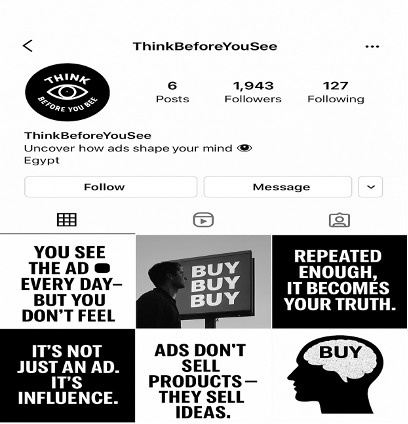 ThinkBeforeYouSee
THINK
BEFORE YOU BEE
6
Posts
1,943
Followers
127
Following
ThinkBeforeYouSee
Uncover how ads shape your mind 👁
Egypt
Follow
Message
YOU SEE
THE AD
EVERY DAY–
BUT YOU
DON'T FEEL
BUY
BUY
BUY
REPEATED
ENOUGH,
IT BECOMES
YOUR TRUTH.
IT'S NOT
JUST AN AD.
IT'S
INFLUENCE.
ADS DON'T
SELL
PRODUCTS –
THEY SELL
IDEAS.
BUY